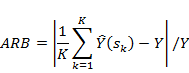 ARB = |1/K ∑_{k=1}^{K} Ŷ(s_k) − Y| /Y